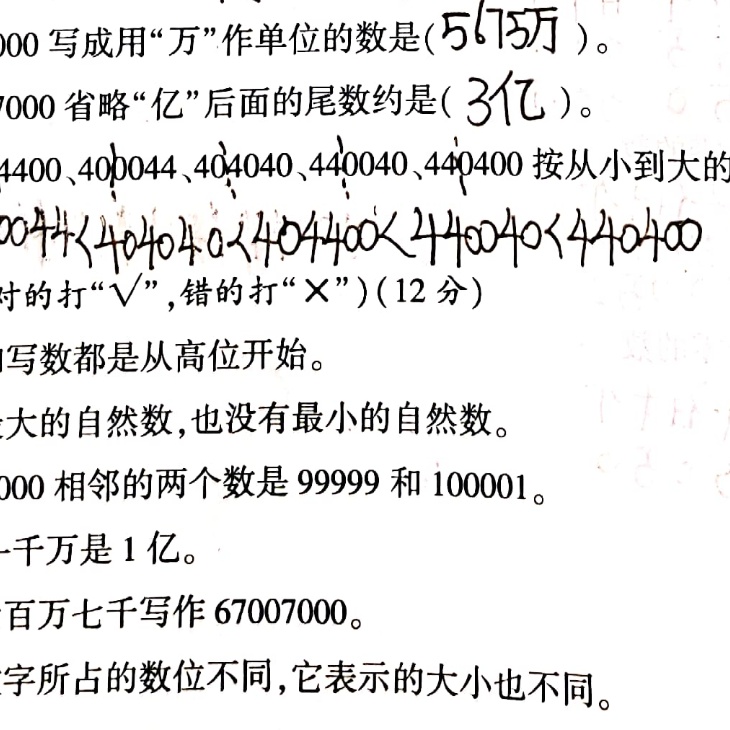 000 写成用“万”作单位的数是(5675万)。
7000 省略“亿”后面的尾数约是(3亿)。
4400、400044、404040、440040、440400 按从小到大的
0044<404040<404400<440040<440400
对的打“√”,错的打“×”)(12 分)
写数都是从高位开始。
大的自然数,也没有最小的自然数。
000 相邻的两个数是 99999 和 100001。
千万是 1 亿。
百万七千写作 67007000。
字所占的数位不同,它表示的大小也不同。